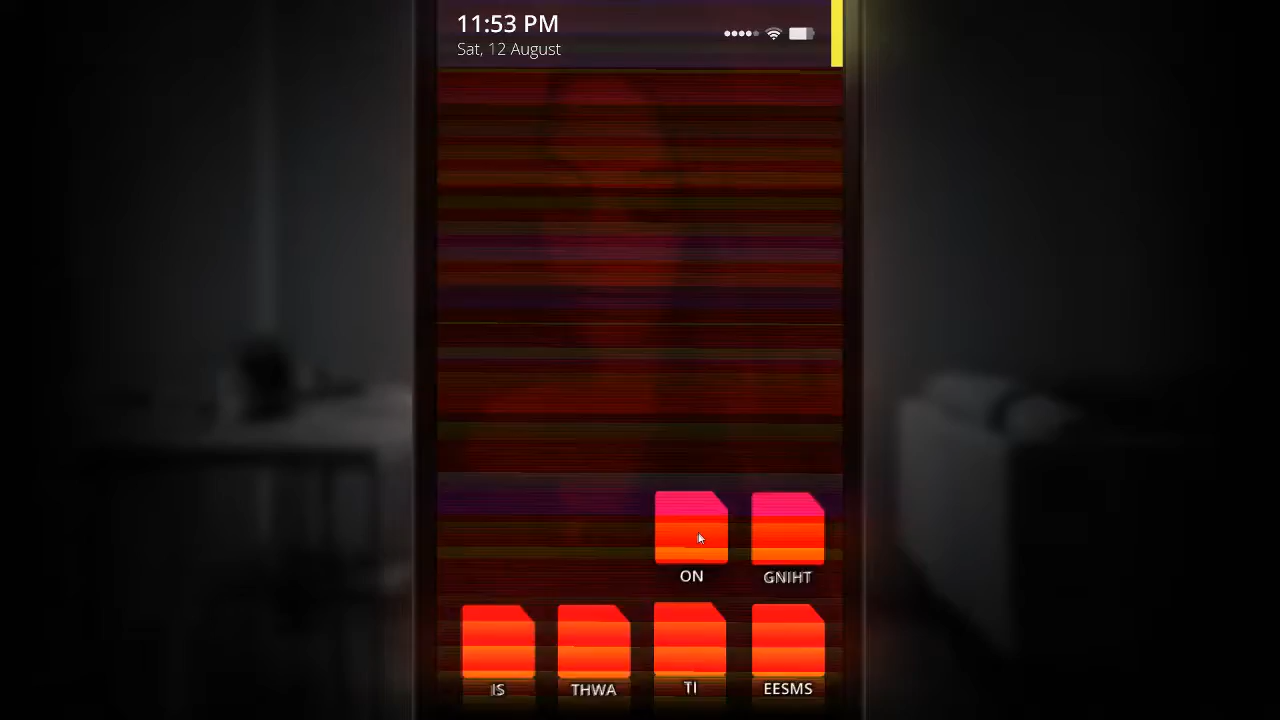 11:53 PM
Sat, 12 August
ON GNIHT
IS THWA TI EESMS